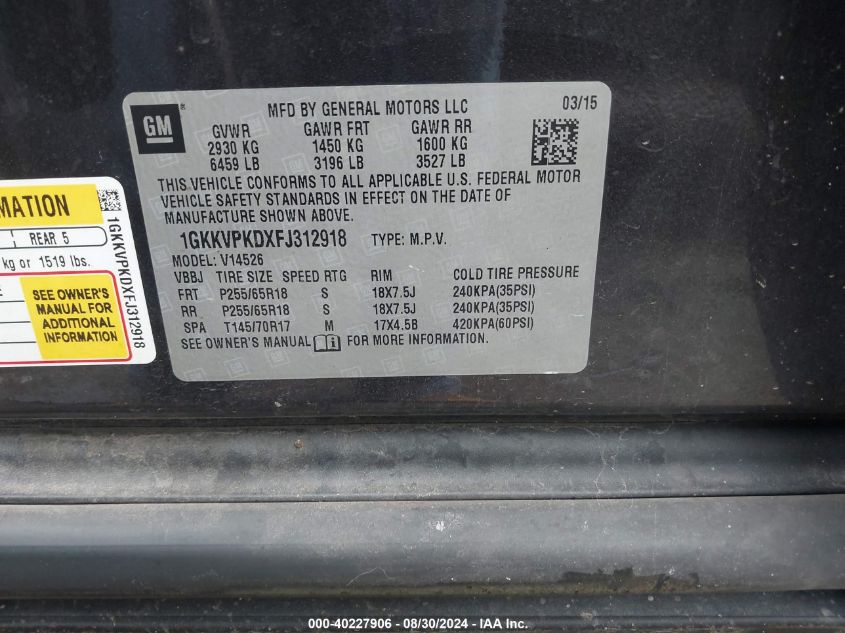 MFD BY GENERAL MOTORS LLC 03/15
GM
GVWR GAWR FRT GAWR RR
2930 KG 1450 KG 1600 KG
6459 LB 3196 LB 3527 LB
THIS VEHICLE CONFORMS TO ALL APPLICABLE U.S. FEDERAL MOTOR
VEHICLE SAFETY STANDARDS IN EFFECT ON THE DATE OF
MANUFACTURE SHOWN ABOVE.
1GKKVPKDXFJ312918 TYPE: M.P.V.
MODEL: V14526
VBBJ TIRE SIZE SPEED RTG RIM COLD TIRE PRESSURE
FRT P255/65R18 S 18X7.5J 240KPA(35PSI)
RR P255/65R18 S 18X7.5J 240KPA(35PSI)
SPA T145/70R17 M 17X4.5B 420KPA(60PSI)
SEE OWNER'S MANUAL FOR MORE INFORMATION.
MATION
REAR 5
kg or 1519 lbs.
SEE OWNER'S
MANUAL FOR
ADDITIONAL
INFORMATION
1GKKVPKDXFJ312918
000-40227906 - 08/30/2024 - IAA Inc.